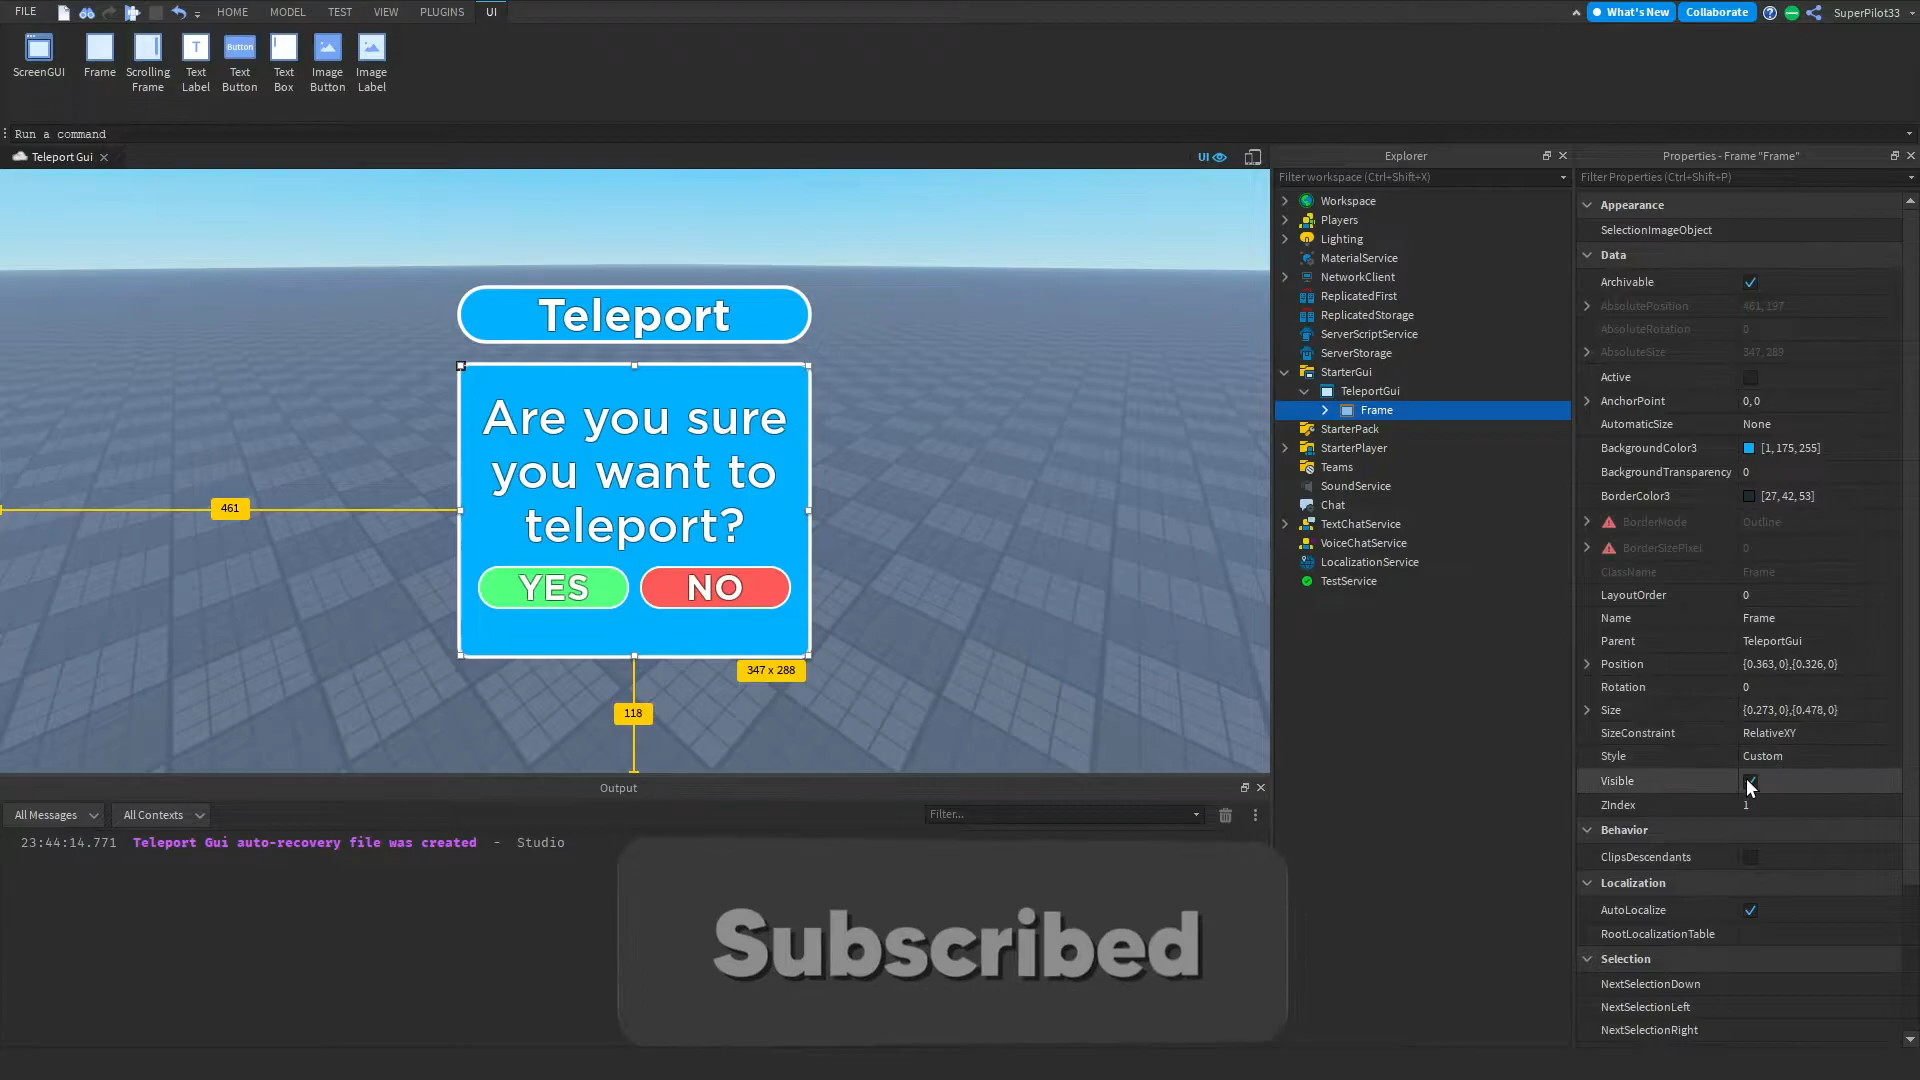 FILE
HOME
MODEL
TEST
VIEW
PLUGINS
UI
What's New
Collaborate
SuperPilot33
ScreenGUI
Frame
Scrolling
Frame
Text
Label
Button
Text
Button
Text
Box
Image
Button
Image
Label
Run a command
Teleport Gui
UI
Teleport
Are you sure
you want to
teleport?
YES
NO
461
347 x 288
118
Explorer
Filter workspace (Ctrl+Shift+X)
Workspace
Players
Lighting
MaterialService
NetworkClient
ReplicatedFirst
ReplicatedStorage
ServerScriptService
ServerStorage
StarterGui
TeleportGui
Frame
StarterPack
StarterPlayer
Teams
SoundService
Chat
TextChatService
VoiceChatService
LocalizationService
TestService
Properties - Frame "Frame"
Filter Properties (Ctrl+Shift+P)
Appearance
SelectionImageObject
Data
Archivable
AbsolutePosition 461, 197
AbsoluteRotation 0
AbsoluteSize 347, 289
Active
AnchorPoint 0, 0
AutomaticSize None
BackgroundColor3 [1, 175, 255]
BackgroundTransparency 0
BorderColor3 [27, 42, 53]
BorderMode Outline
BorderSizePixel 0
ClassName Frame
LayoutOrder 0
Name Frame
Parent TeleportGui
Position {0.363, 0},{0.326, 0}
Rotation 0
Size {0.273, 0},{0.478, 0}
SizeConstraint RelativeXY
Style Custom
Visible
ZIndex 1
Behavior
ClipsDescendants
Localization
AutoLocalize
RootLocalizationTable
Selection
NextSelectionDown
NextSelectionLeft
NextSelectionRight
Output
All Messages
All Contexts
Filter...
23:44:14.771 Teleport Gui auto-recovery file was created - Studio
Subscribed